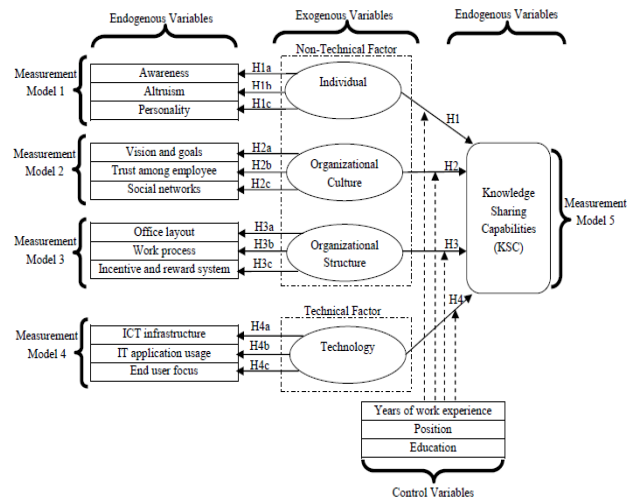 Endogenous Variables
Exogenous Variables
Endogenous Variables
Non-Technical Factor
Measurement
Model 1
Awareness
Altruism
Personality
H1a
H1b
H1c
Individual
H1
Measurement
Model 2
Vision and goals
Trust among employee
Social networks
H2a
H2b
H2c
Organizational
Culture
H2
Knowledge
Sharing
Capabilities
(KSC)
Measurement
Model 5
Measurement
Model 3
Office layout
Work process
Incentive and reward system
H3a
H3b
H3c
Organizational
Structure
H3
Technical Factor
Measurement
Model 4
ICT infrastructure
IT application usage
End user focus
H4a
H4b
H4c
Technology
H4
Years of work experience
Position
Education
Control Variables